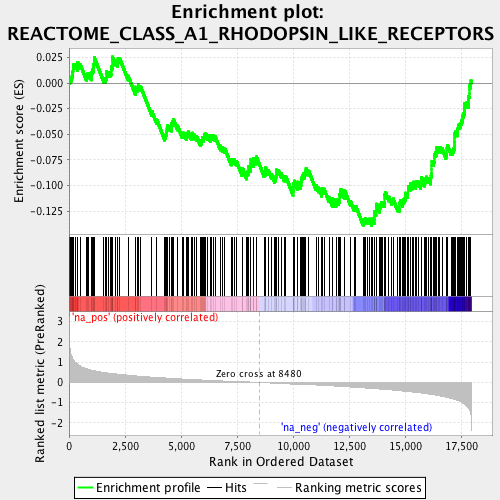 Enrichment plot:
REACTOME_CLASS_A1_RHODOPSIN_LIKE_RECEPTORS
Enrichment score (ES)
0.025
0.000
-0.025
-0.050
-0.075
-0.100
-0.125
'na_pos' (positively correlated)
Ranked list metric (PreRanked)
3
2
1
0
-1
-2
Zero cross at 8480
'na_neg' (negatively correlated)
0
2,500
5,000
7,500
10,000
12,500
15,000
17,500
Rank in Ordered Dataset
Enrichment profile
Hits
Ranking metric scores